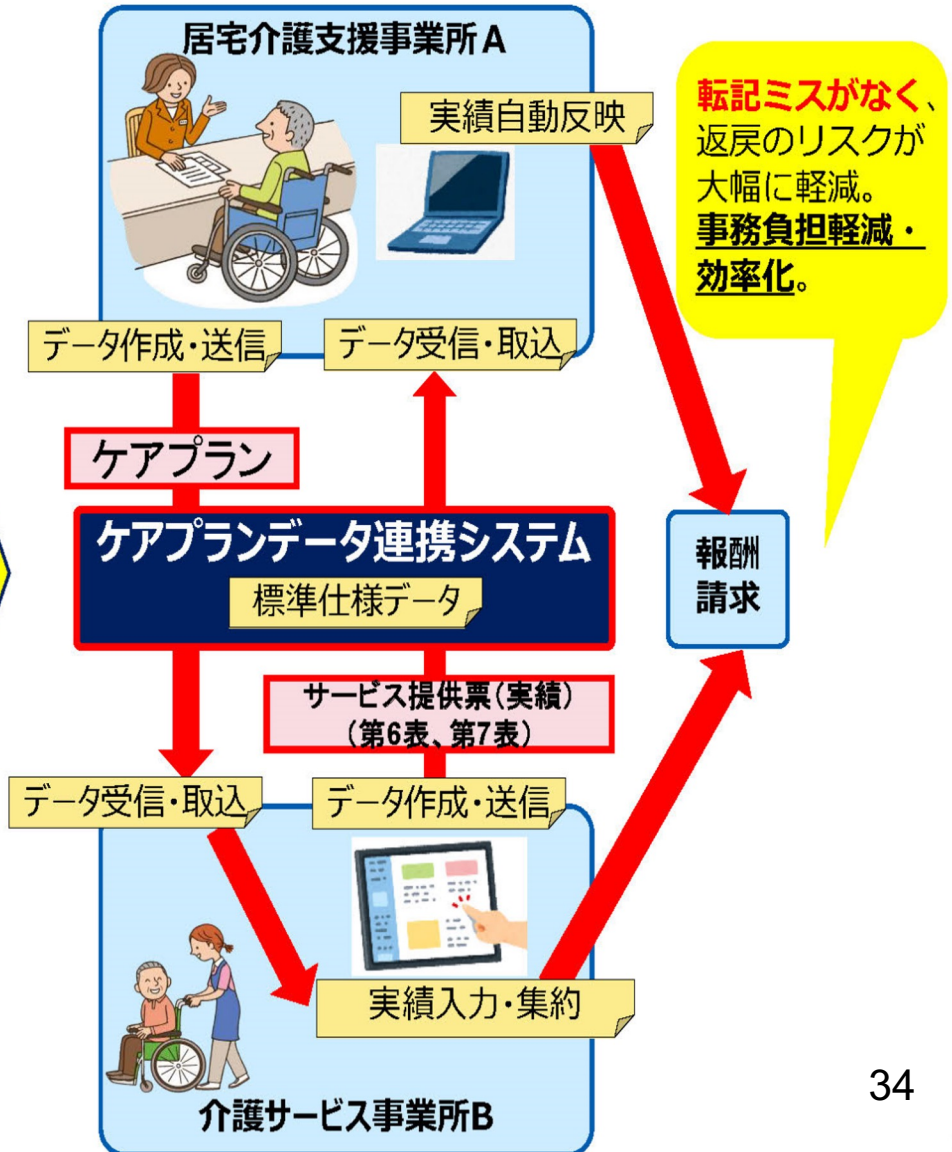 居宅介護支援事業所A
実績自動反映
転記ミスがなく、
返戻のリスクが
大幅に軽減。
事務負担軽減・
効率化。
データ作成・送信
データ受信・取込
ケアプラン
ケアプランデータ連携システム
標準仕様データ
報酬
請求
サービス提供票(実績)
(第6表、第7表)
データ受信・取込
データ作成・送信
実績入力・集約
介護サービス事業所B
34